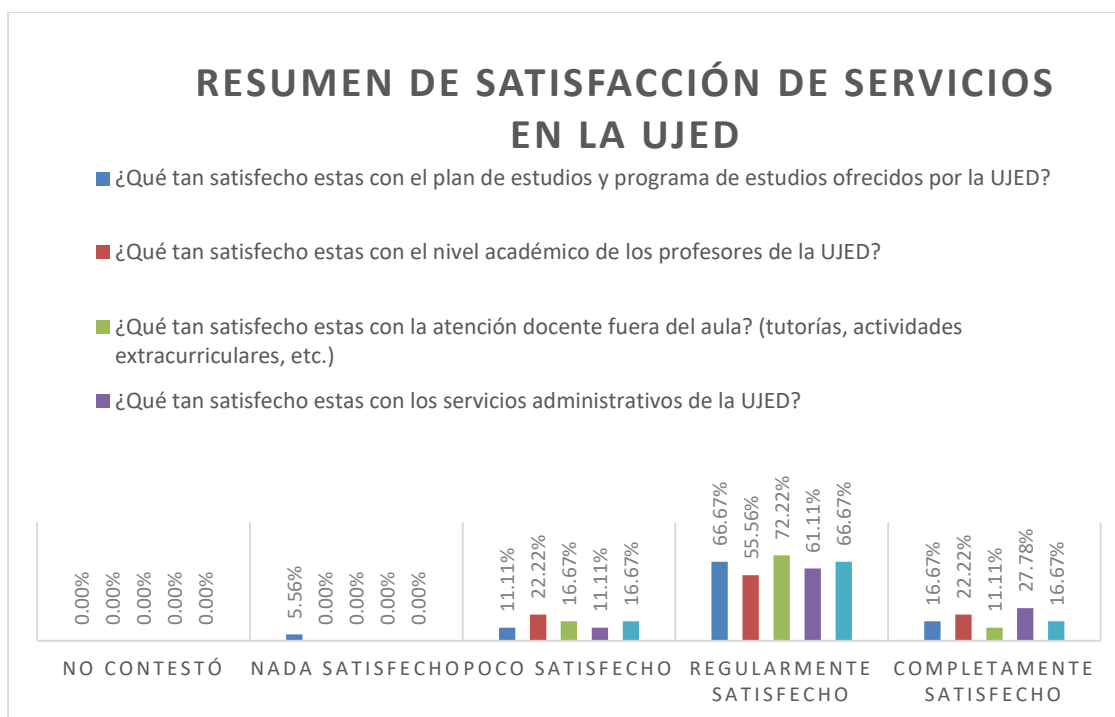 RESUMEN DE SATISFACCIÓN DE SERVICIOS
EN LA UJED
¿Qué tan satisfecho estas con el plan de estudios y programa de estudios ofrecidos por la UJED?
¿Qué tan satisfecho estas con el nivel académico de los profesores de la UJED?
¿Qué tan satisfecho estas con la atención docente fuera del aula? (tutorías, actividades
extracurriculares, etc.)
¿Qué tan satisfecho estas con los servicios administrativos de la UJED?
0.00%
0.00%
0.00%
0.00%
0.00%
5.56%
0.00%
0.00%
0.00%
0.00%
11.11%
22.22%
16.67%
11.11%
16.67%
66.67%
55.56%
72.22%
61.11%
66.67%
16.67%
22.22%
11.11%
27.78%
16.67%
NO CONTESTÓ
NADA SATISFECHO
POCO SATISFECHO
REGULARMENTE
SATISFECHO
COMPLETAMENTE
SATISFECHO